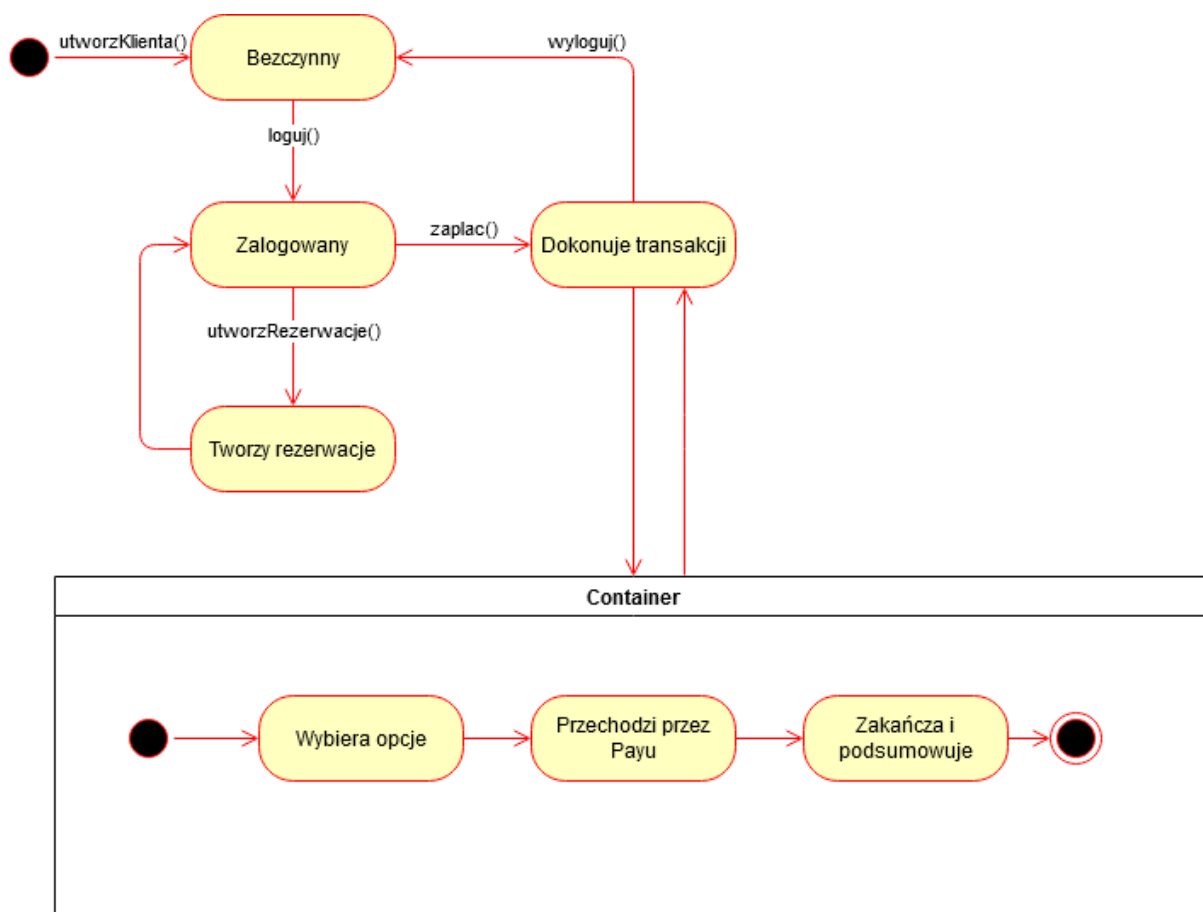 utworzKlienta()
Bezczynny
wyloguj()
loguj()
Zalogowany
zaplac()
Dokonuje transakcji
utworzRezerwacje()
Tworzy rezerwacje
Container
Wybiera opcje
Przechodzi przez
Payu
Zakańcza i
podsumowuje